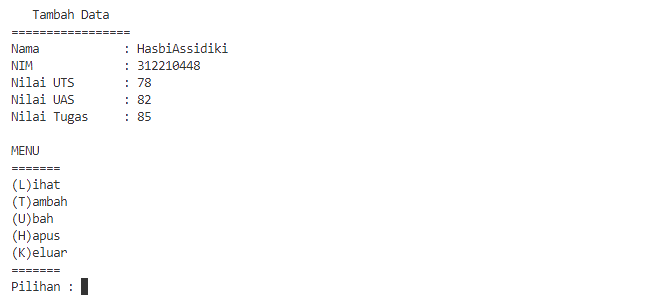 Tambah Data
=================
Nama : HasbiAssidiki
NIM : 312210448
Nilai UTS : 78
Nilai UAS : 82
Nilai Tugas : 85
MENU
=======
(L)ihat
(T)ambah
(U)bah
(H)apus
(K)eluar
=======
Pilihan :